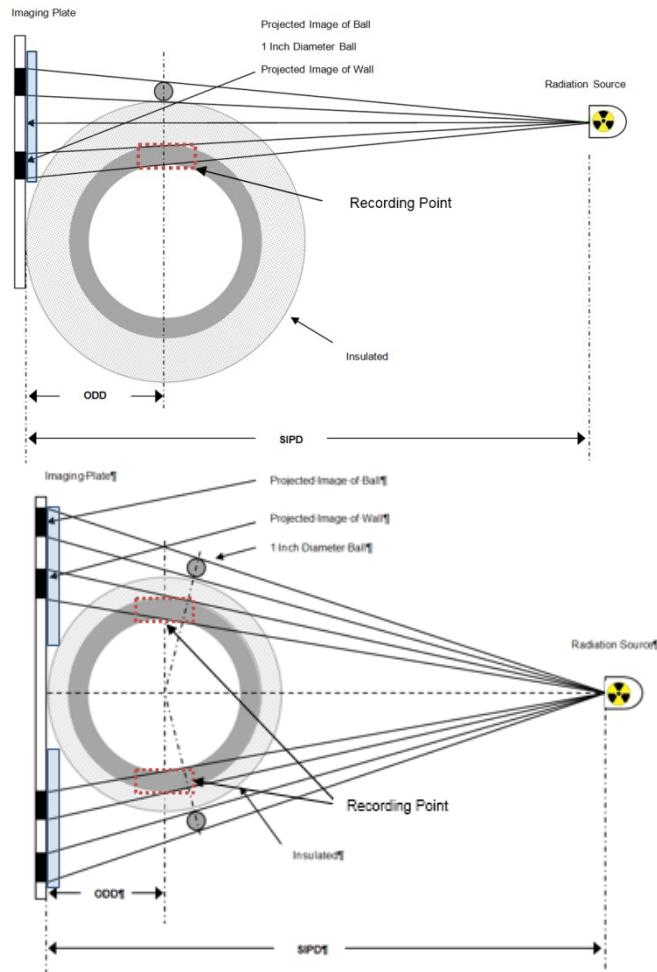 Imaging Plate
Projected Image of Ball
1 Inch Diameter Ball
Projected Image of Wall
Radiation Source
Recording Point
Insulated
ODD
SIPD
Imaging·Plate¶
Projected·Image·of·Ball¶
Projected·Image·of·Wall¶
1·Inch·Diameter·Ball¶
Radiation·Source¶
Recording Point
Insulated¶
ODD¶
SIPD¶